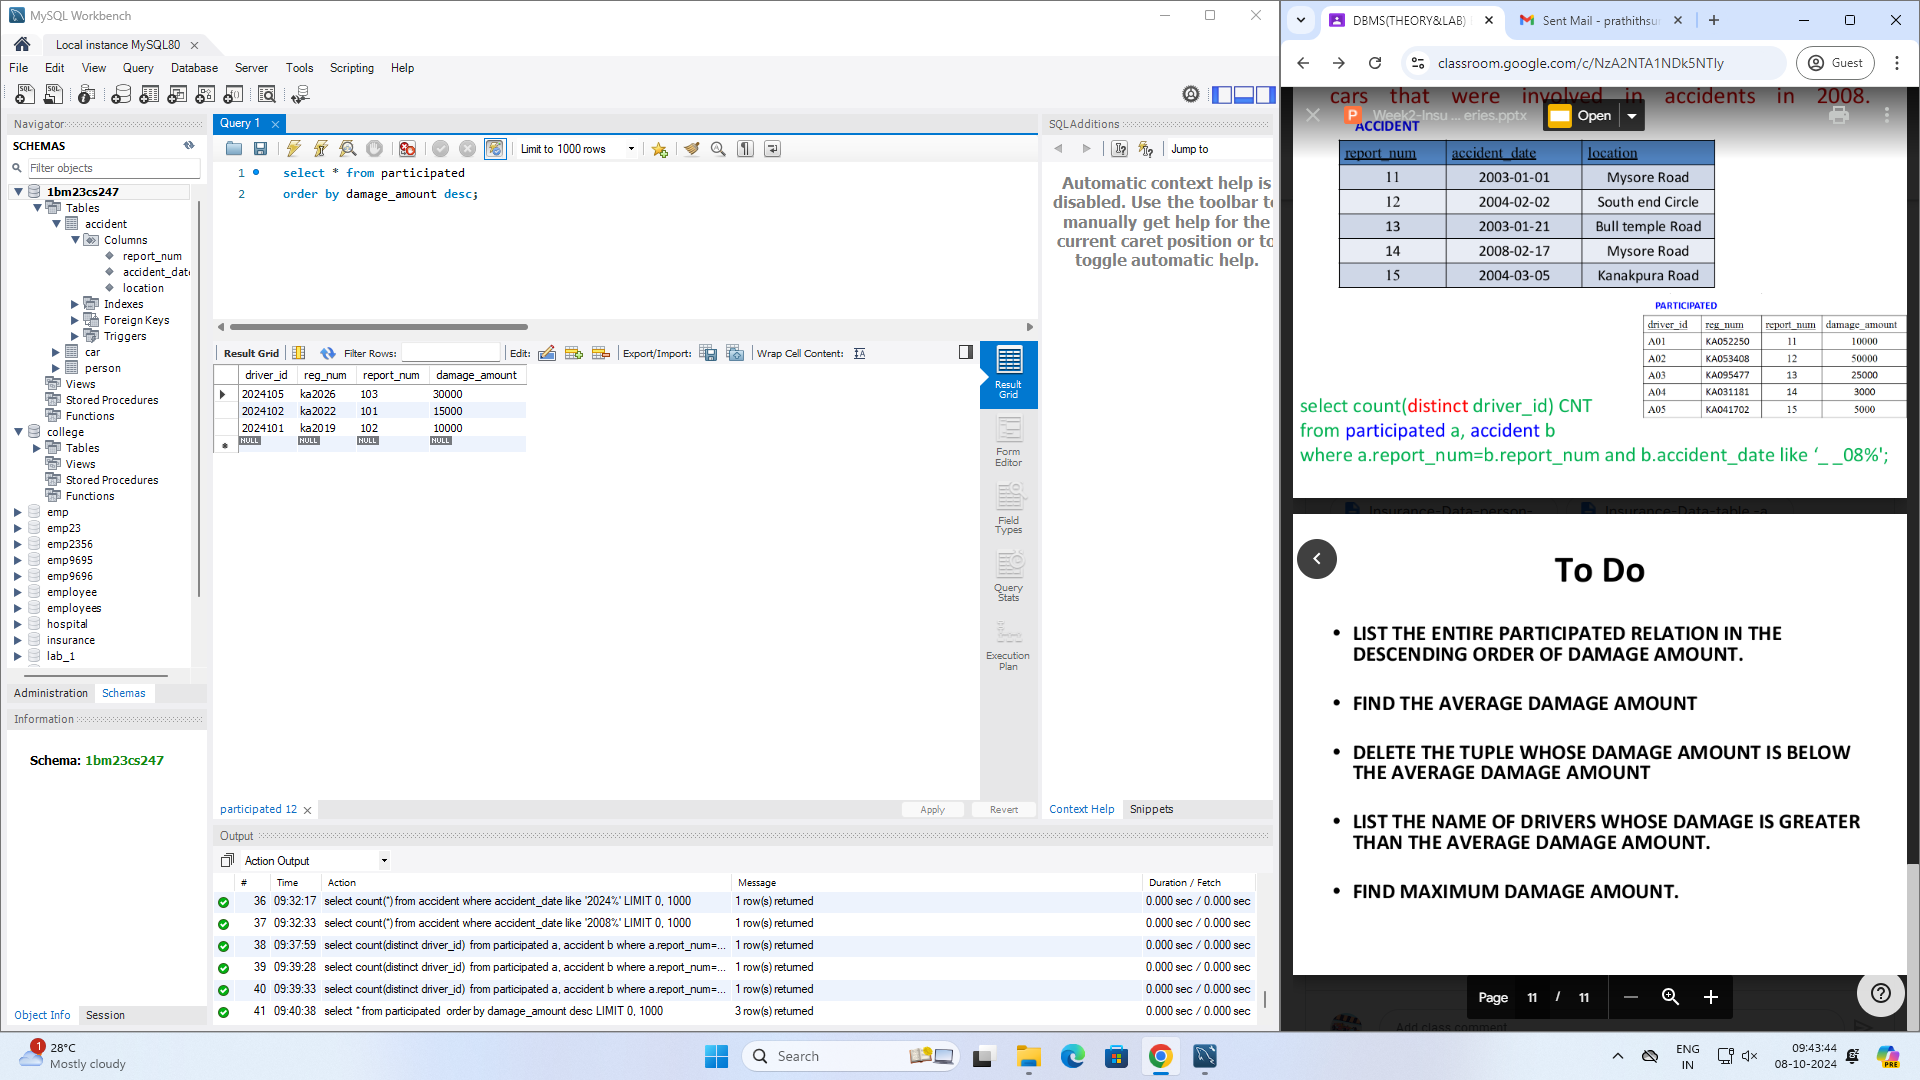 MySQL Workbench
Local instance MySQL80
File Edit View Query Database Server Tools Scripting Help
Navigator
SCHEMAS
Filter objects
1bm23cs247
Tables
accident
Columns
report_num
accident_date
location
Indexes
Foreign Keys
Triggers
car
person
Views
Stored Procedures
Functions
college
Tables
Views
Stored Procedures
Functions
emp
emp23
emp2356
emp9695
emp9696
employee
employees
hospital
insurance
lab_1
Administration Schemas
Information
Schema: 1bm23cs247
Object Info Session
Query 1
Limit to 1000 rows
1 select * from participated
2 order by damage_amount desc;
Result Grid Filter Rows: Edit: Export/Import: Wrap Cell Content:
driver_id reg_num report_num damage_amount
2024105 ka2026 103 30000
2024102 ka2022 101 15000
2024101 ka2019 102 10000
NULL NULL NULL NULL
Result
Grid
Form
Editor
Field
Types
Query
Stats
Execution
Plan
participated 12
Apply Revert
SQLAdditions
Jump to
Automatic context help is
disabled. Use the toolbar to
manually get help for the
current caret position or to
toggle automatic help.
Context Help Snippets
Output
Action Output
# Time Action Message Duration / Fetch
36 09:32:17 select count(*) from accident where accident_date like '2024%' LIMIT 0, 1000 1 row(s) returned 0.000 sec / 0.000 sec
37 09:32:33 select count(*) from accident where accident_date like '2008%' LIMIT 0, 1000 1 row(s) returned 0.000 sec / 0.000 sec
38 09:37:59 select count(distinct driver_id) from participated a, accident b where a.report_num=... 1 row(s) returned 0.000 sec / 0.000 sec
39 09:39:28 select count(distinct driver_id) from participated a, accident b where a.report_num=... 1 row(s) returned 0.000 sec / 0.000 sec
40 09:39:33 select count(distinct driver_id) from participated a, accident b where a.report_num=... 1 row(s) returned 0.000 sec / 0.000 sec
41 09:40:38 select * from participated order by damage_amount desc LIMIT 0, 1000 3 row(s) returned 0.000 sec / 0.000 sec
DBMS(THEORY&LAB)
Sent Mail - prathithsu
classroom.google.com/c/NzA2NTA1NDk5NTIy
Guest
cars that were involved in accidents in 2008.
P Week2-Insu ... eries.pptx
Open
ACCIDENT
report_num accident_date location
11 2003-01-01 Mysore Road
12 2004-02-02 South end Circle
13 2003-01-21 Bull temple Road
14 2008-02-17 Mysore Road
15 2004-03-05 Kanakpura Road
PARTICIPATED
driver_id reg_num report_num damage_amount
A01 KA052250 11 10000
A02 KA053408 12 50000
A03 KA095477 13 25000
A04 KA031181 14 3000
A05 KA041702 15 5000
select count(distinct driver_id) CNT
from participated a, accident b
where a.report_num=b.report_num and b.accident_date like ‘_ _08%';
Insurance-Data-person- Insurance-Data-table -a
To Do
• LIST THE ENTIRE PARTICIPATED RELATION IN THE
DESCENDING ORDER OF DAMAGE AMOUNT.
• FIND THE AVERAGE DAMAGE AMOUNT
• DELETE THE TUPLE WHOSE DAMAGE AMOUNT IS BELOW
THE AVERAGE DAMAGE AMOUNT
• LIST THE NAME OF DRIVERS WHOSE DAMAGE IS GREATER
THAN THE AVERAGE DAMAGE AMOUNT.
• FIND MAXIMUM DAMAGE AMOUNT.
Page 11 / 11
Add class comment
1
28°C
Mostly cloudy
Search
ENG
IN
09:43:44
08-10-2024
PRE